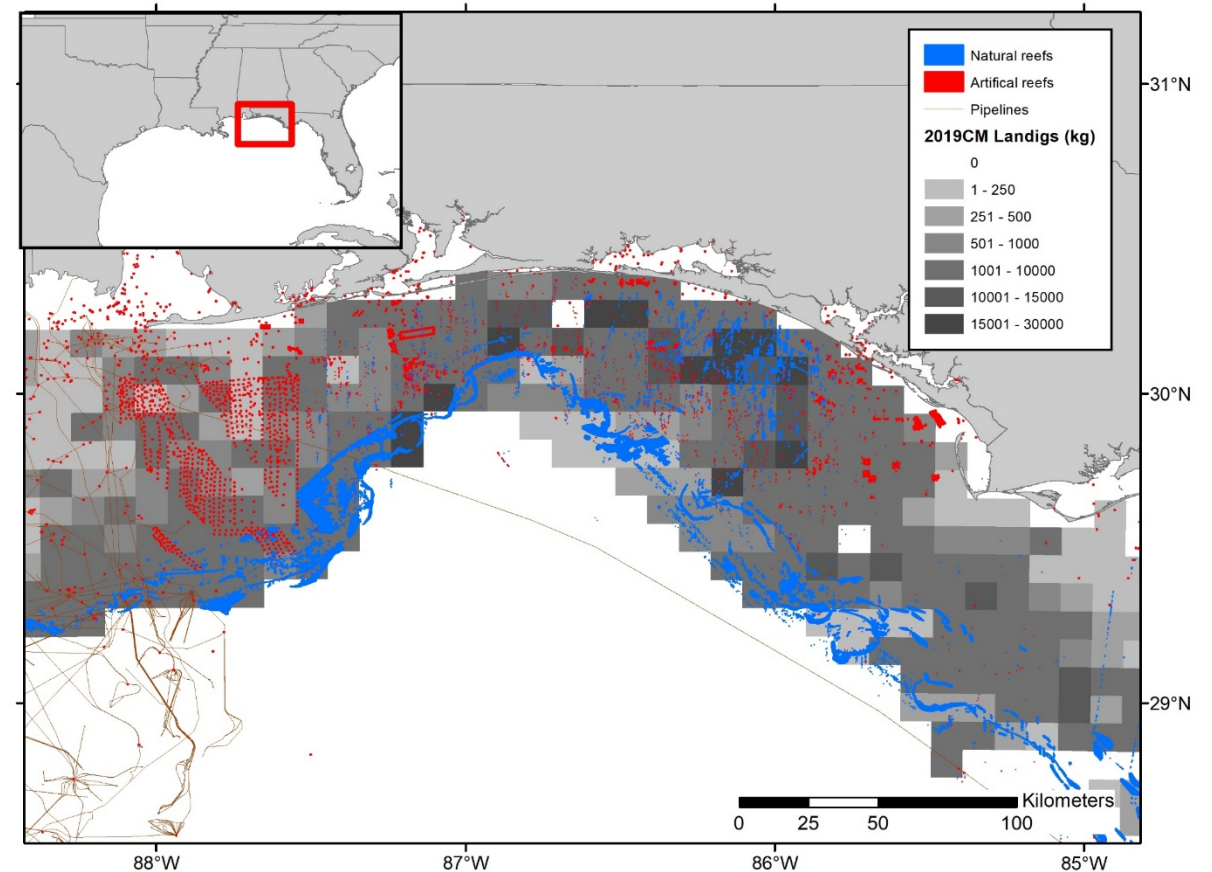 Natural reefs
Artifical reefs
Pipelines
2019CM Landigs (kg)
0
1 - 250
251 - 500
501 - 1000
1001 - 10000
10001 - 15000
15001 - 30000
31°N
30°N
29°N
Kilometers
0 25 50 100
88°W 87°W 86°W 85°W